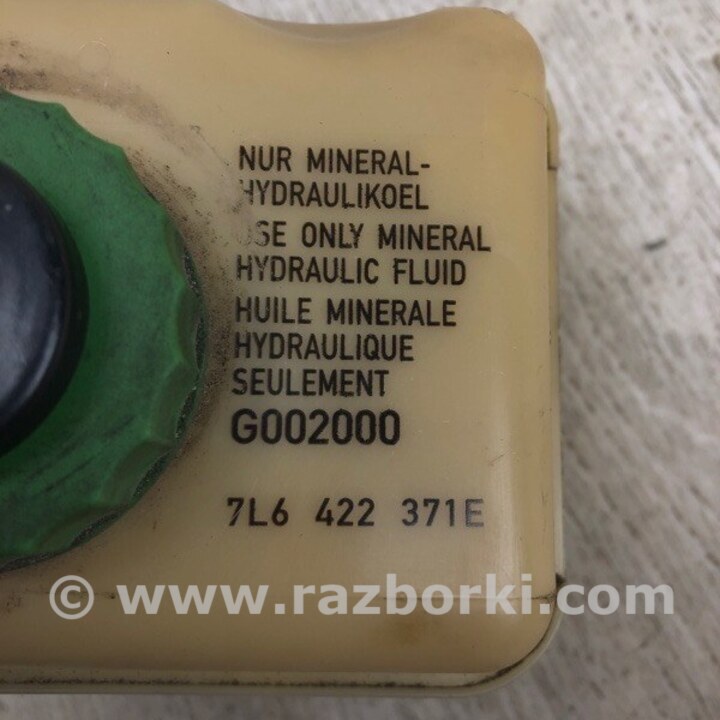 NUR MINERAL-
HYDRAULIKOEL
USE ONLY MINERAL
HYDRAULIC FLUID
HUILE MINERALE
HYDRAULIQUE
SEULEMENT
G002000
7L6 422 371E
© www.razborki.com